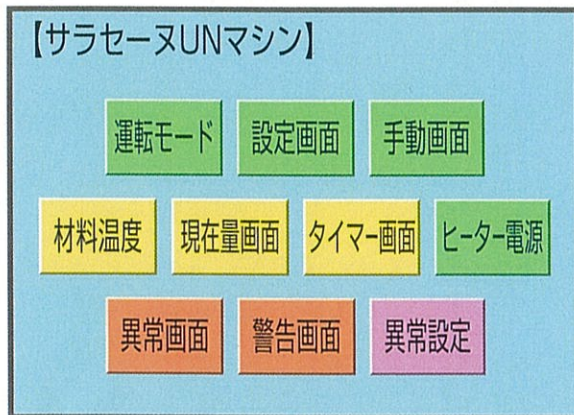 【サラセーヌUNマシン】
運転モード 設定画面 手動画面
材料温度 現在量画面 タイマー画面 ヒーター電源
異常画面 警告画面 異常設定